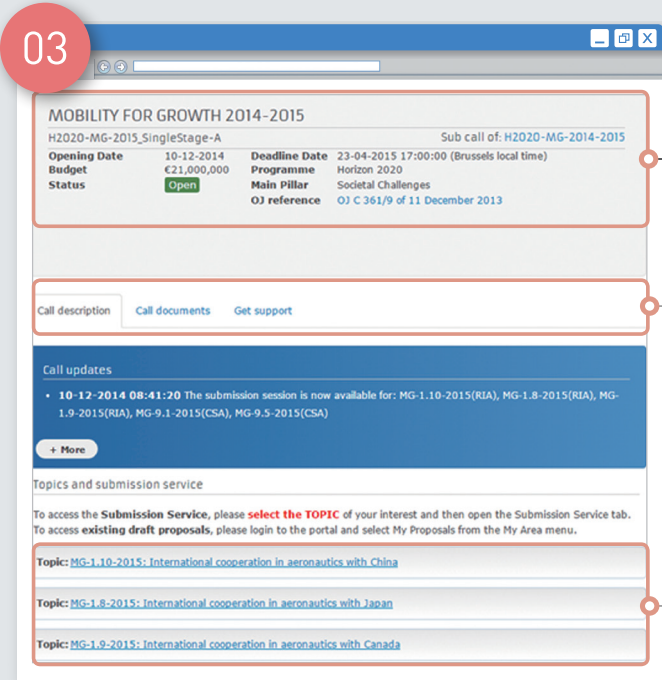 03
MOBILITY FOR GROWTH 2014-2015
H2020-MG-2015_SingleStage-A Sub call of: H2020-MG-2014-2015
Opening Date 10-12-2014 Deadline Date 23-04-2015 17:00:00 (Brussels local time)
Budget €21,000,000 Programme Horizon 2020
Status Open Main Pillar Societal Challenges
OJ reference OJ C 361/9 of 11 December 2013
Call description Call documents Get support
Call updates
• 10-12-2014 08:41:20 The submission session is now available for: MG-1.10-2015(RIA), MG-1.8-2015(RIA), MG-
1.9-2015(RIA), MG-9.1-2015(CSA), MG-9.5-2015(CSA)
+ More
Topics and submission service
To access the Submission Service, please select the TOPIC of your interest and then open the Submission Service tab.
To access existing draft proposals, please login to the portal and select My Proposals from the My Area menu.
Topic: MG-1.10-2015: International cooperation in aeronautics with China
Topic: MG-1.8-2015: International cooperation in aeronautics with Japan
Topic: MG-1.9-2015: International cooperation in aeronautics with Canada